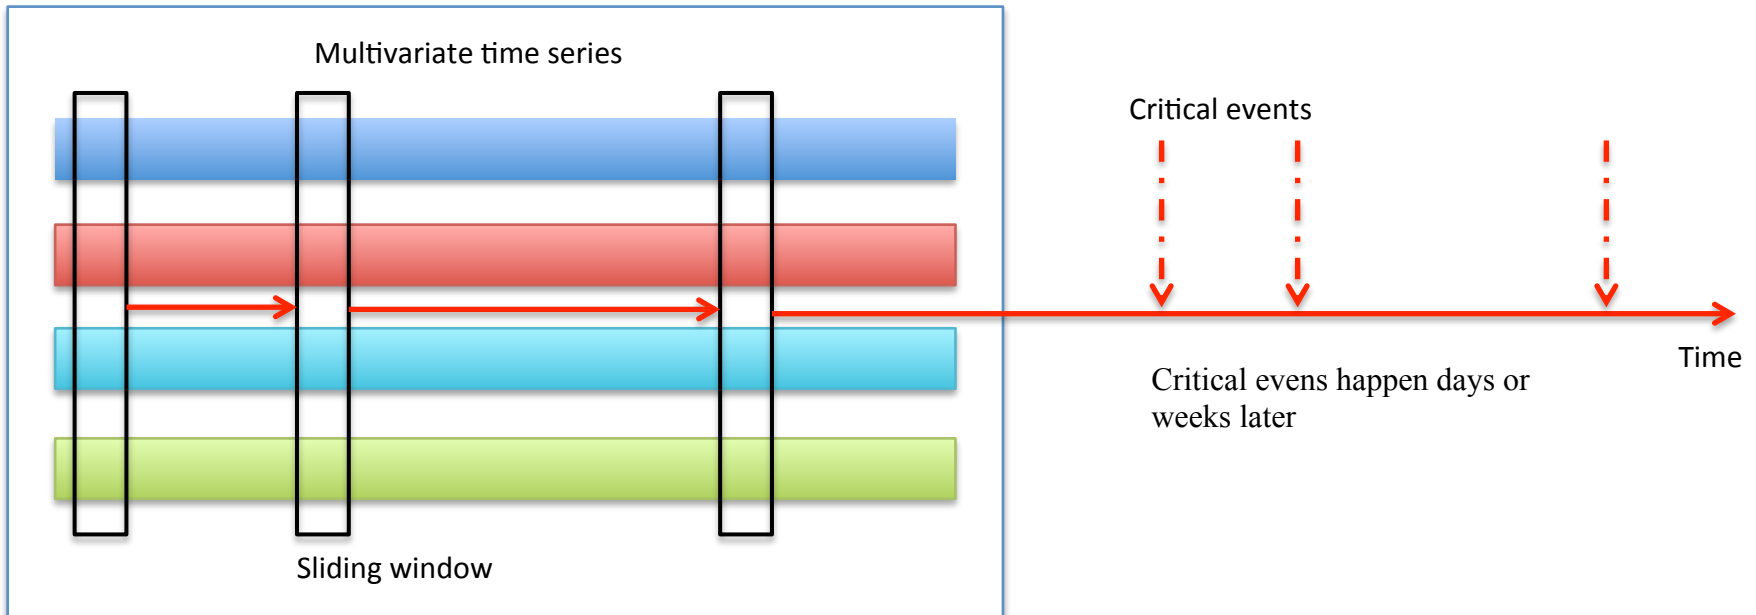 Multivariate time series
Critical events
Time
Critical evens happen days or
weeks later
Sliding window